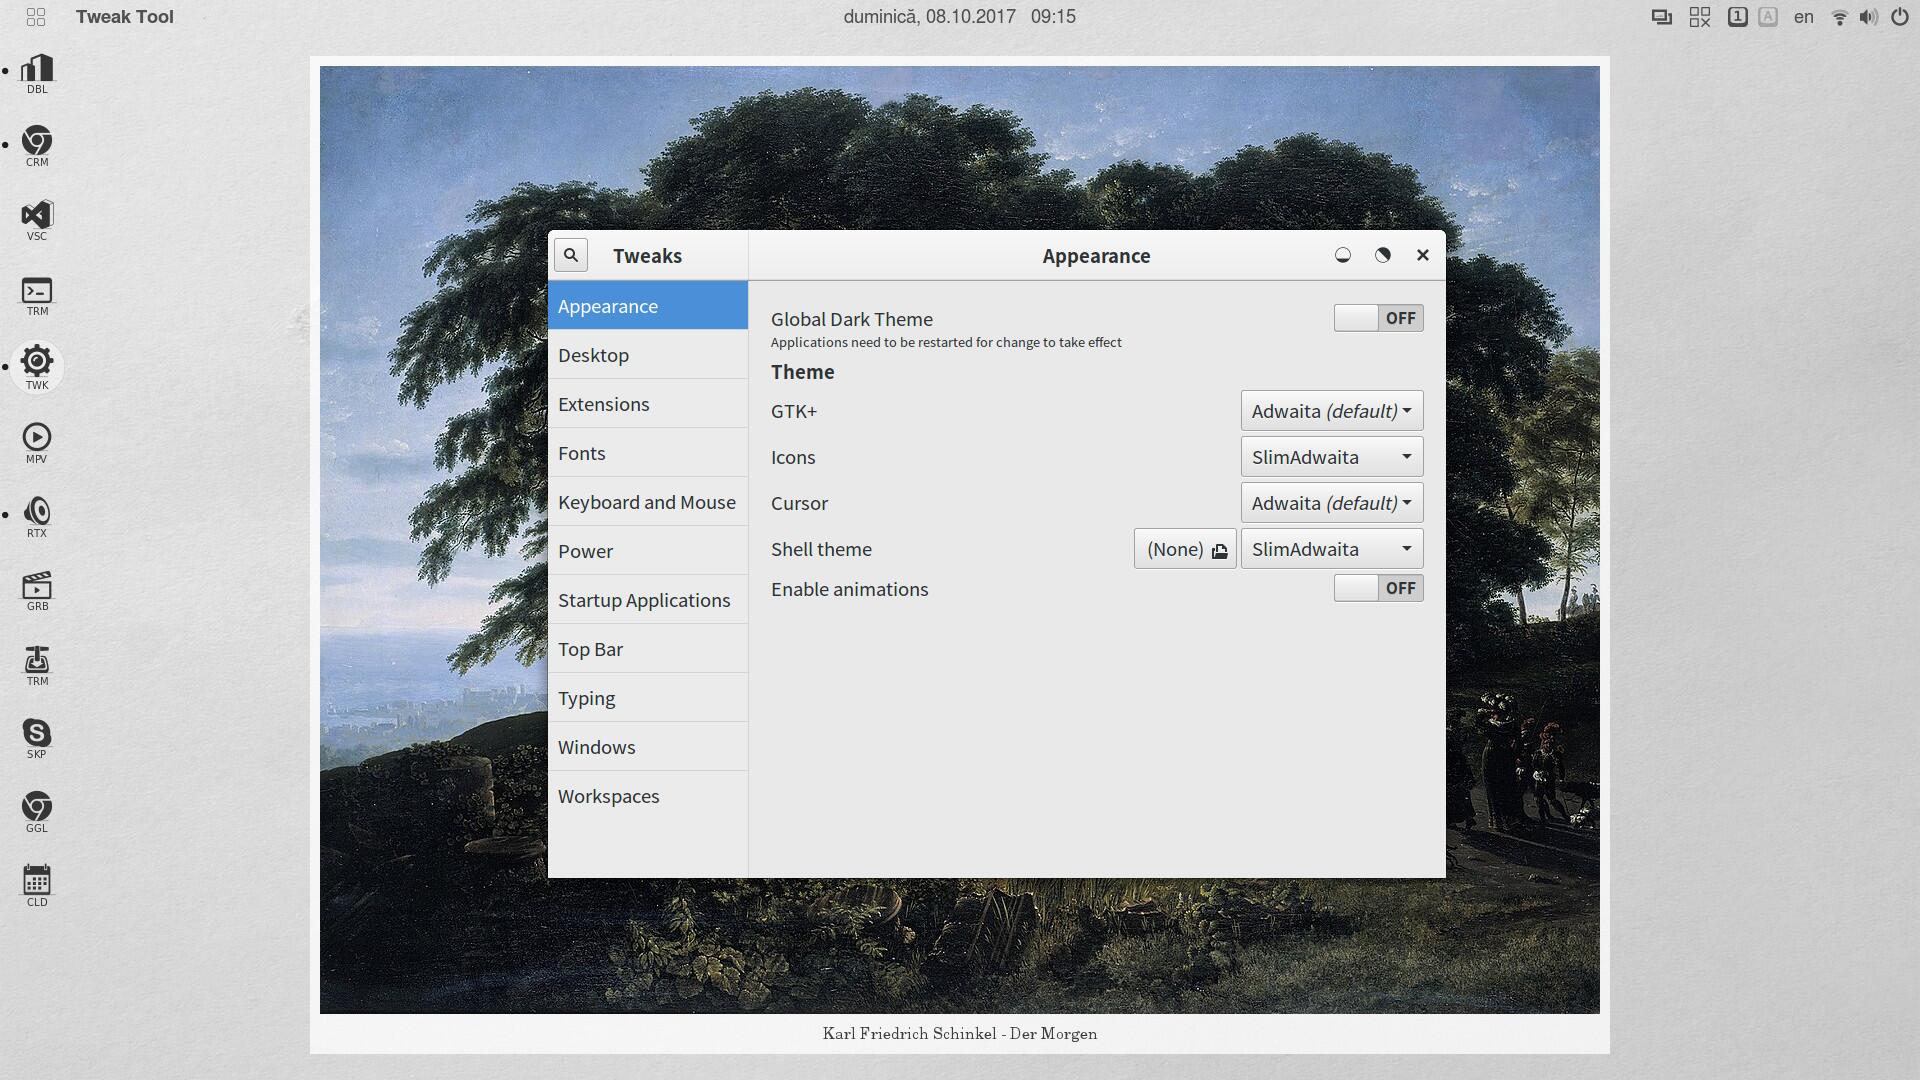 Tweak Tool
duminică, 08.10.2017 09:15
1 A en
DBL
CRM
VSC
TRM
TWK
MPV
RTX
GRB
TRM
SKP
GGL
CLD
Tweaks
Appearance
Appearance
Desktop
Extensions
Fonts
Keyboard and Mouse
Power
Startup Applications
Top Bar
Typing
Windows
Workspaces
Global Dark Theme OFF
Applications need to be restarted for change to take effect
Theme
GTK+ Adwaita (default)
Icons SlimAdwaita
Cursor Adwaita (default)
Shell theme (None) SlimAdwaita
Enable animations OFF
Karl Friedrich Schinkel - Der Morgen